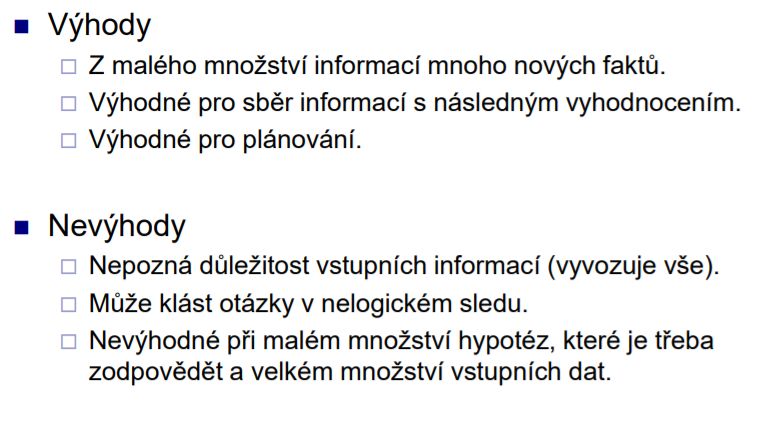 Výhody
Z malého množství informací mnoho nových faktů.
Výhodné pro sběr informací s následným vyhodnocením.
Výhodné pro plánování.
Nevýhody
Nepozná důležitost vstupních informací (vyvozuje vše).
Může klást otázky v nelogickém sledu.
Nevýhodné při malém množství hypotéz, které je třeba
zodpovědět a velkém množství vstupních dat.